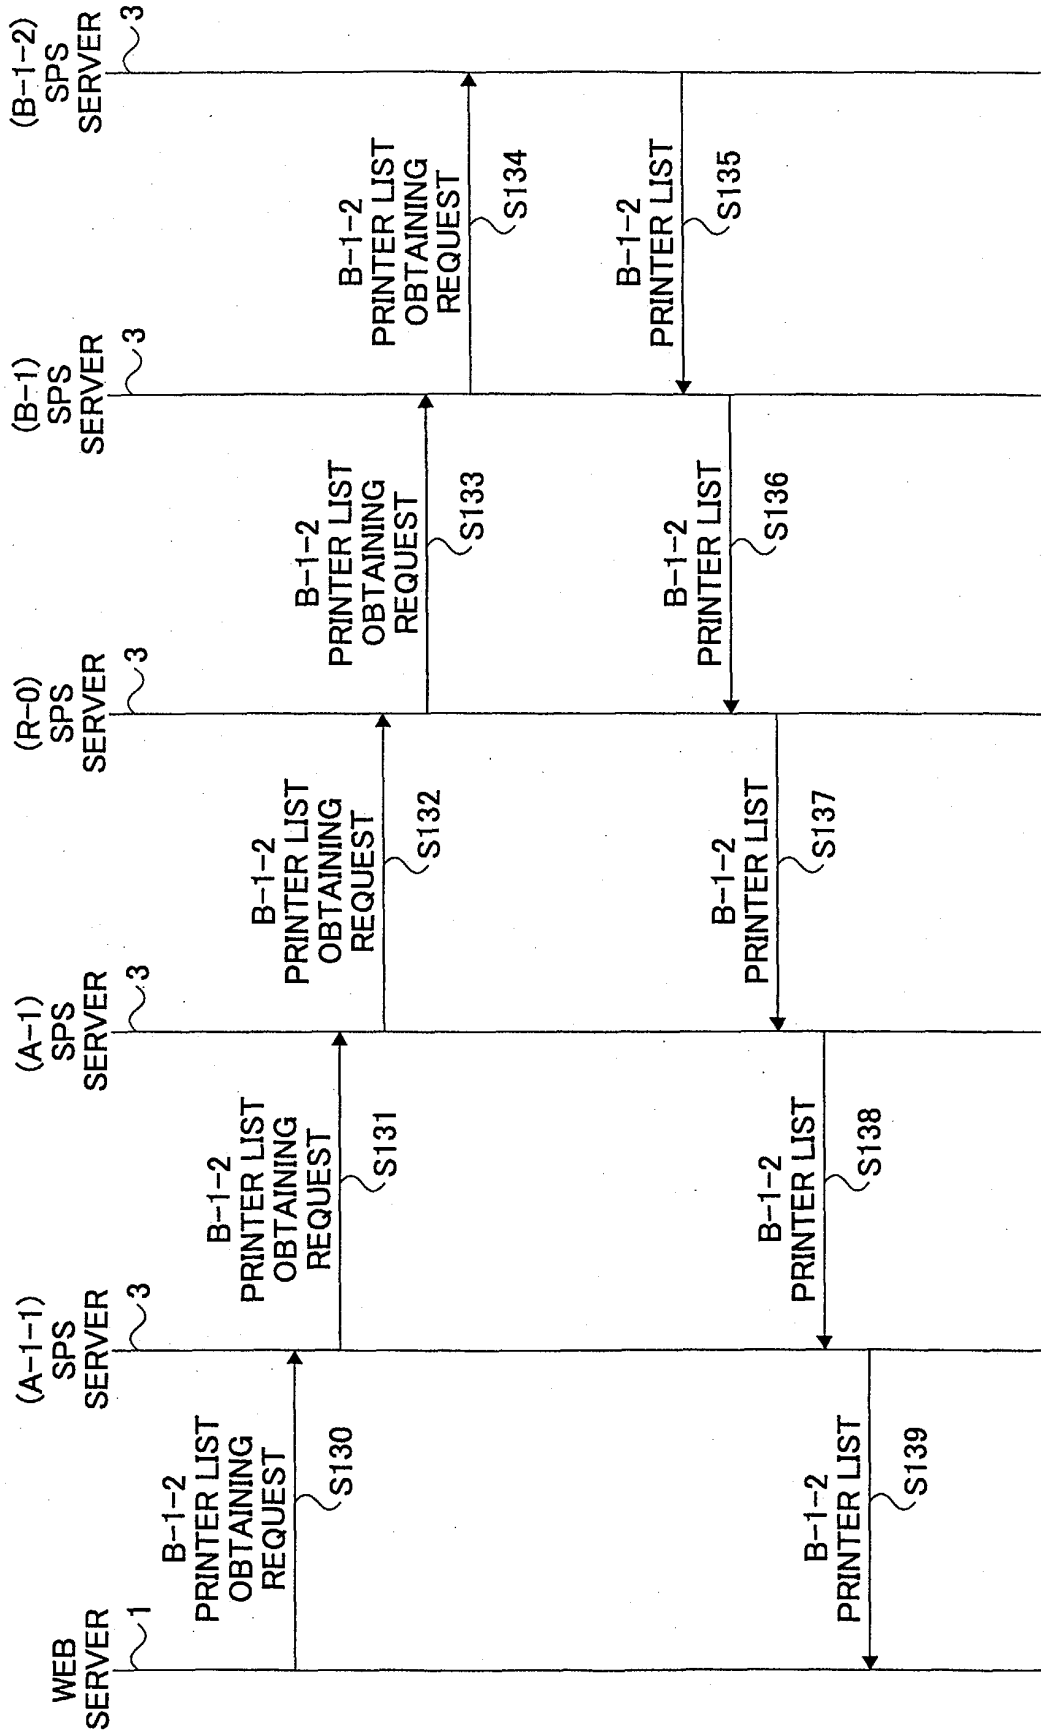 WEB
SERVER
1
(A-1-1)
SPS
SERVER
3
(A-1)
SPS
SERVER
3
(R-0)
SPS
SERVER
3
(B-1)
SPS
SERVER
3
(B-1-2)
SPS
SERVER
3
B-1-2
PRINTER LIST
OBTAINING
REQUEST
S130
B-1-2
PRINTER LIST
OBTAINING
REQUEST
S131
B-1-2
PRINTER LIST
OBTAINING
REQUEST
S132
B-1-2
PRINTER LIST
OBTAINING
REQUEST
S133
B-1-2
PRINTER LIST
OBTAINING
REQUEST
S134
B-1-2
PRINTER LIST
S135
B-1-2
PRINTER LIST
S136
B-1-2
PRINTER LIST
S137
B-1-2
PRINTER LIST
S138
B-1-2
PRINTER LIST
S139